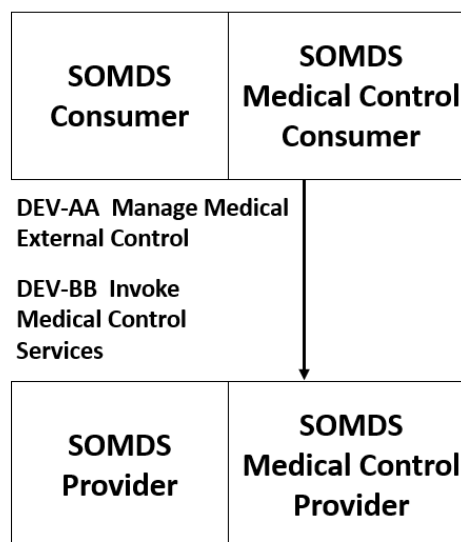 SOMDS
Consumer
SOMDS
Medical Control
Consumer
DEV-AA Manage Medical
External Control
DEV-BB Invoke
Medical Control
Services
SOMDS
Provider
SOMDS
Medical Control
Provider